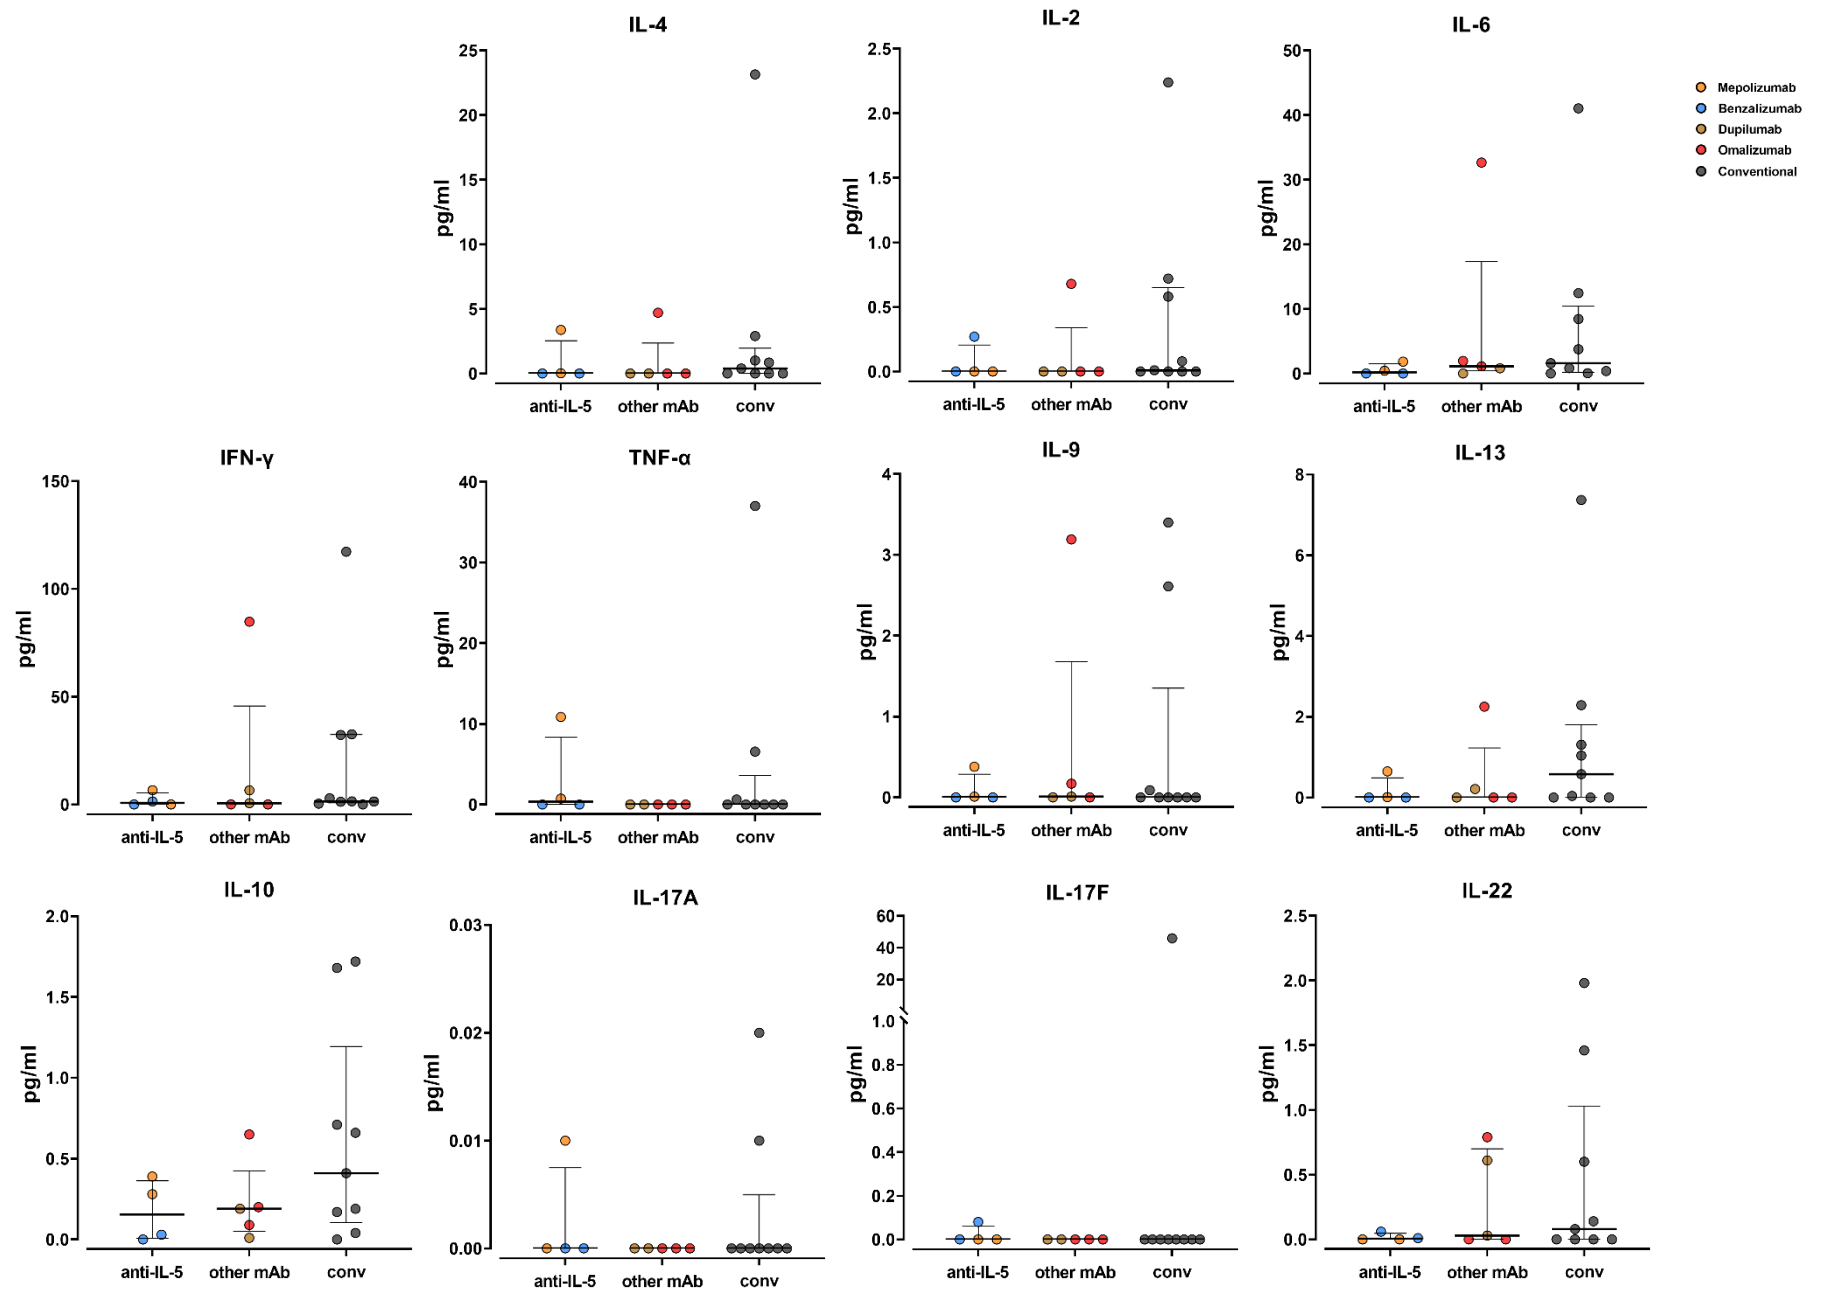 IL-4
25
20
15
10
5
0
pg/ml
anti-IL-5 other mAb conv
IL-2
2.5
2.0
1.5
1.0
0.5
0.0
pg/ml
anti-IL-5 other mAb conv
IL-6
50
40
30
20
10
0
pg/ml
anti-IL-5 other mAb conv
Mepolizumab
Benzalizumab
Dupilumab
Omalizumab
Conventional
IFN-γ
150
100
50
0
pg/ml
anti-IL-5 other mAb conv
TNF-α
40
30
20
10
0
pg/ml
anti-IL-5 other mAb conv
IL-9
4
3
2
1
0
pg/ml
anti-IL-5 other mAb conv
IL-13
8
6
4
2
0
pg/ml
anti-IL-5 other mAb conv
IL-10
2.0
1.5
1.0
0.5
0.0
pg/ml
anti-IL-5 other mAb conv
IL-17A
0.03
0.02
0.01
0.00
pg/ml
anti-IL-5 other mAb conv
IL-17F
60
40
20
1.0
0.8
0.6
0.4
0.2
0.0
pg/ml
anti-IL-5 other mAb conv
IL-22
2.5
2.0
1.5
1.0
0.5
0.0
pg/ml
anti-IL-5 other mAb conv